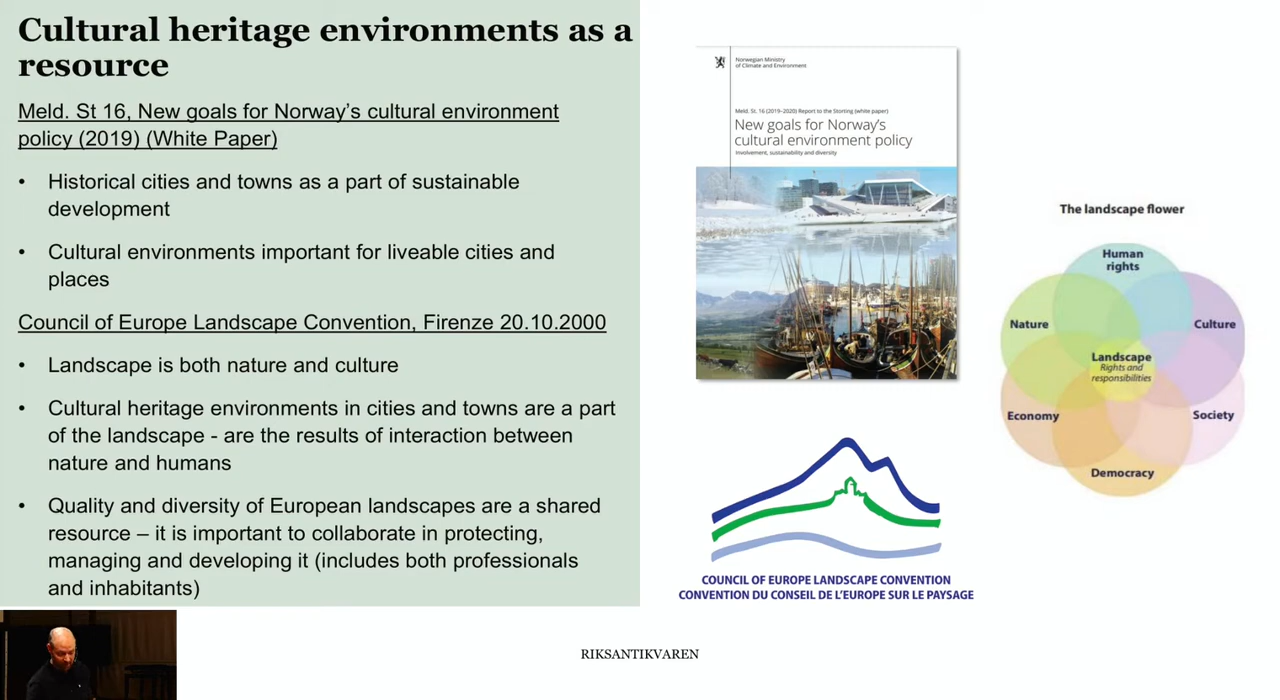 Cultural heritage environments as a
resource
Meld. St 16, New goals for Norway’s cultural environment
policy (2019) (White Paper)
• Historical cities and towns as a part of sustainable
development
• Cultural environments important for liveable cities and
places
Council of Europe Landscape Convention, Firenze 20.10.2000
• Landscape is both nature and culture
• Cultural heritage environments in cities and towns are a part
of the landscape - are the results of interaction between
nature and humans
• Quality and diversity of European landscapes are a shared
resource – it is important to collaborate in protecting,
managing and developing it (includes both professionals
and inhabitants)
Norwegian Ministry
of Climate and Environment
Meld. St. 16 (2019–2020) Report to the Storting (white paper)
New goals for Norway’s
cultural environment policy
Involvement, sustainability and diversity
The landscape flower
Human
rights
Nature
Culture
Landscape
Rights and
responsibilities
Economy
Society
Democracy
COUNCIL OF EUROPE LANDSCAPE CONVENTION
CONVENTION DU CONSEIL DE L’EUROPE SUR LE PAYSAGE
RIKSANTIKVAREN